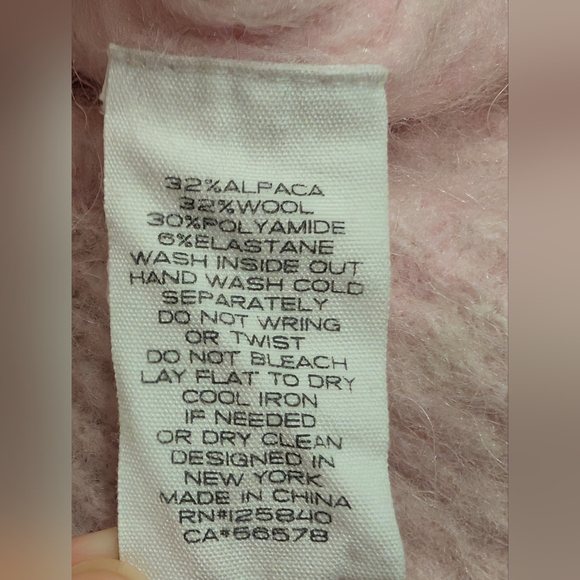 32%ALPACA
32%WOOL
30%POLYAMIDE
6%ELASTANE
WASH INSIDE OUT
HAND WASH COLD
SEPARATELY
DO NOT WRING
OR TWIST
DO NOT BLEACH
LAY FLAT TO DRY
COOL IRON
IF NEEDED
OR DRY CLEAN
DESIGNED IN
NEW YORK
MADE IN CHINA
RN#125840
CA#56578